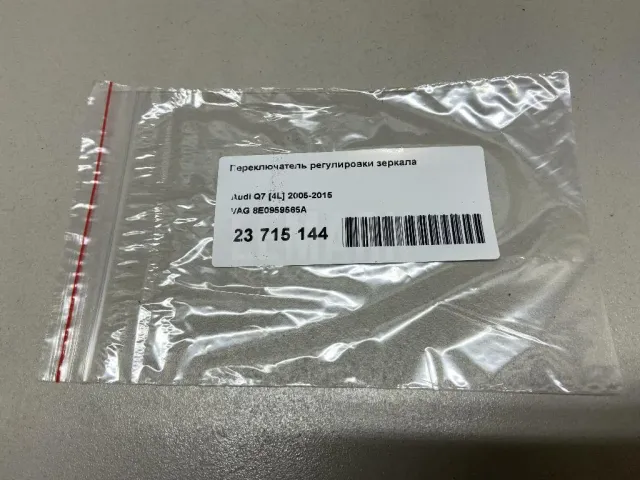 Переключатель регулировки зеркала
Audi Q7 [4L] 2005-2015
VAG 8E0959565A
23 715 144